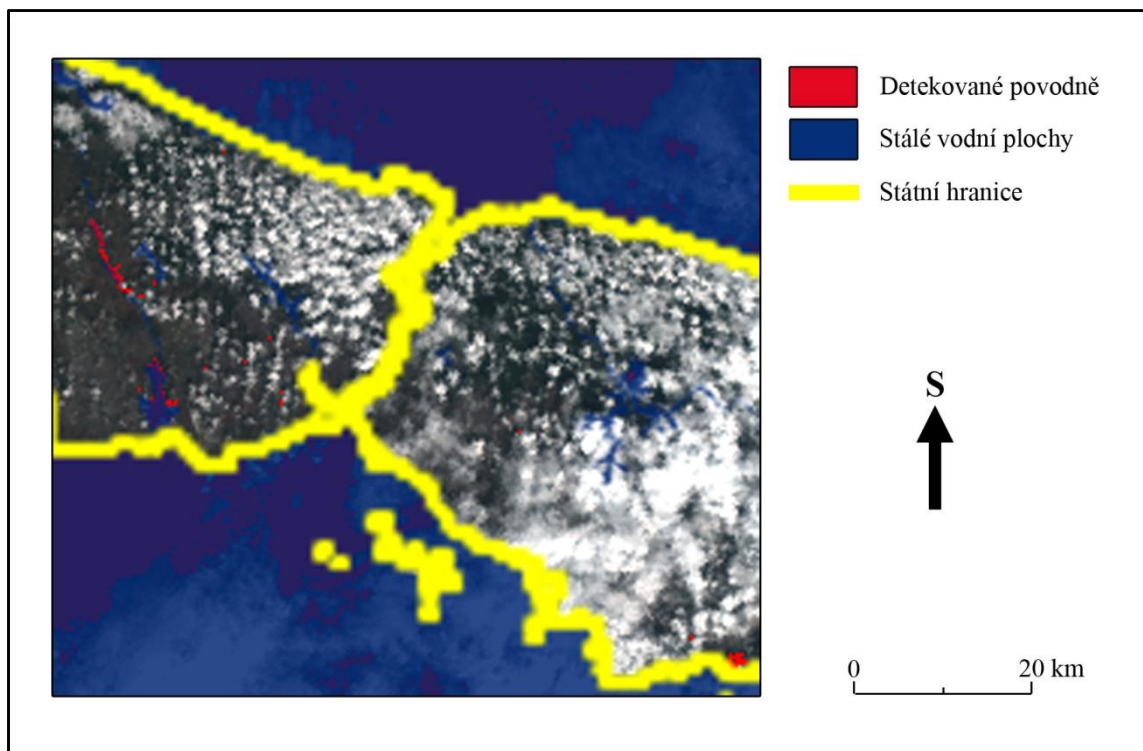 Detekované povodně
Stálé vodní plochy
Státní hranice
S
0 20 km